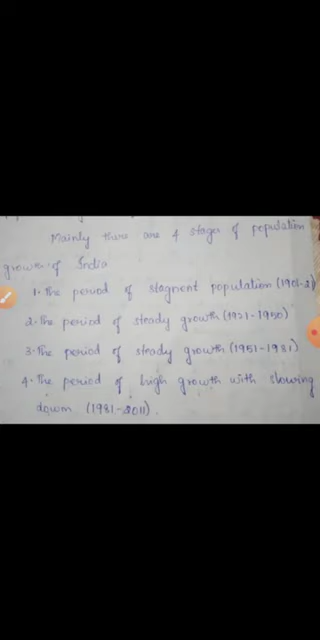 Mainly there are 4 stages of population
growth of India
1. The period of stagnent population (1901-21)
2. The period of steady growth (1921-1950)
3. The period of steady growth (1951-1981)
4. The period of high growth with slowing
down (1981-2011).